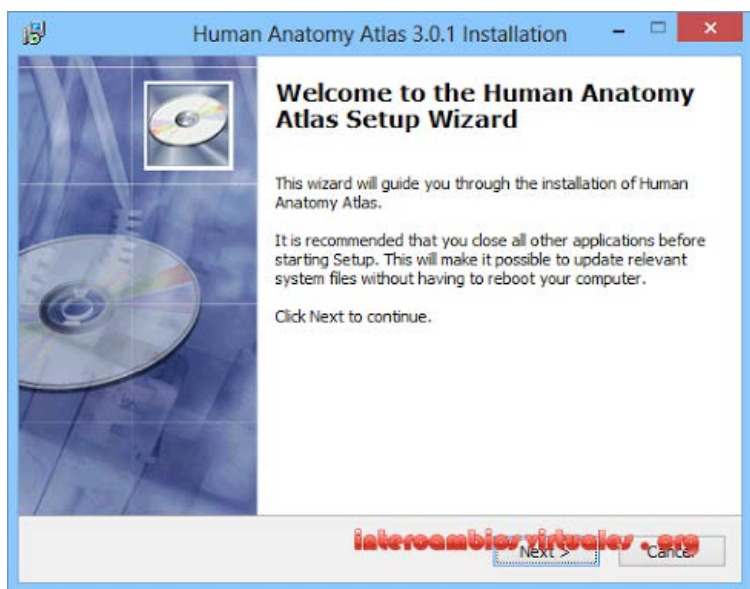 Human Anatomy Atlas 3.0.1 Installation
Welcome to the Human Anatomy
Atlas Setup Wizard
This wizard will guide you through the installation of Human
Anatomy Atlas.
It is recommended that you close all other applications before
starting Setup. This will make it possible to update relevant
system files without having to reboot your computer.
Click Next to continue.
intercambiosvirtuales.org
Next >
Cancel